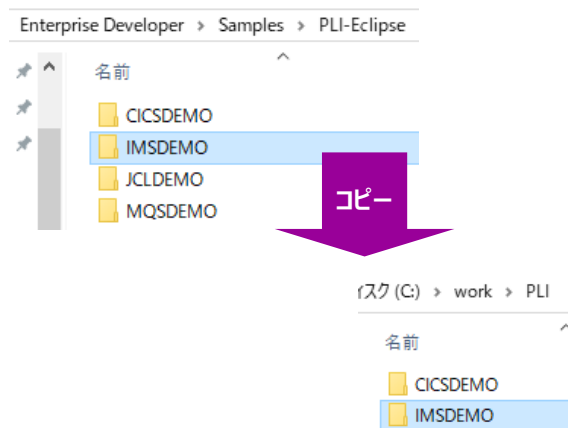 Enterprise Developer > Samples > PLI-Eclipse
名前
CICSDEMO
IMSDEMO
JCLDEMO
MQSDEMO
コピー
ィスク (C:) > work > PLI
名前
CICSDEMO
IMSDEMO